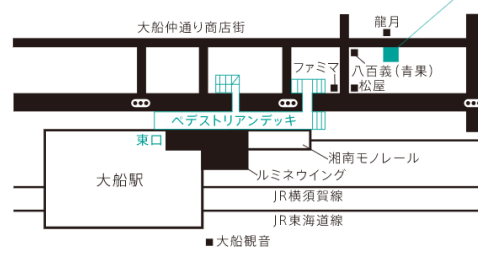 龍月
大船仲通り商店街
ファミマ
八百義(青果)
松屋
ペデストリアンデッキ
東口
湘南モノレール
大船駅
ルミネウイング
JR横須賀線
JR東海道線
大船観音